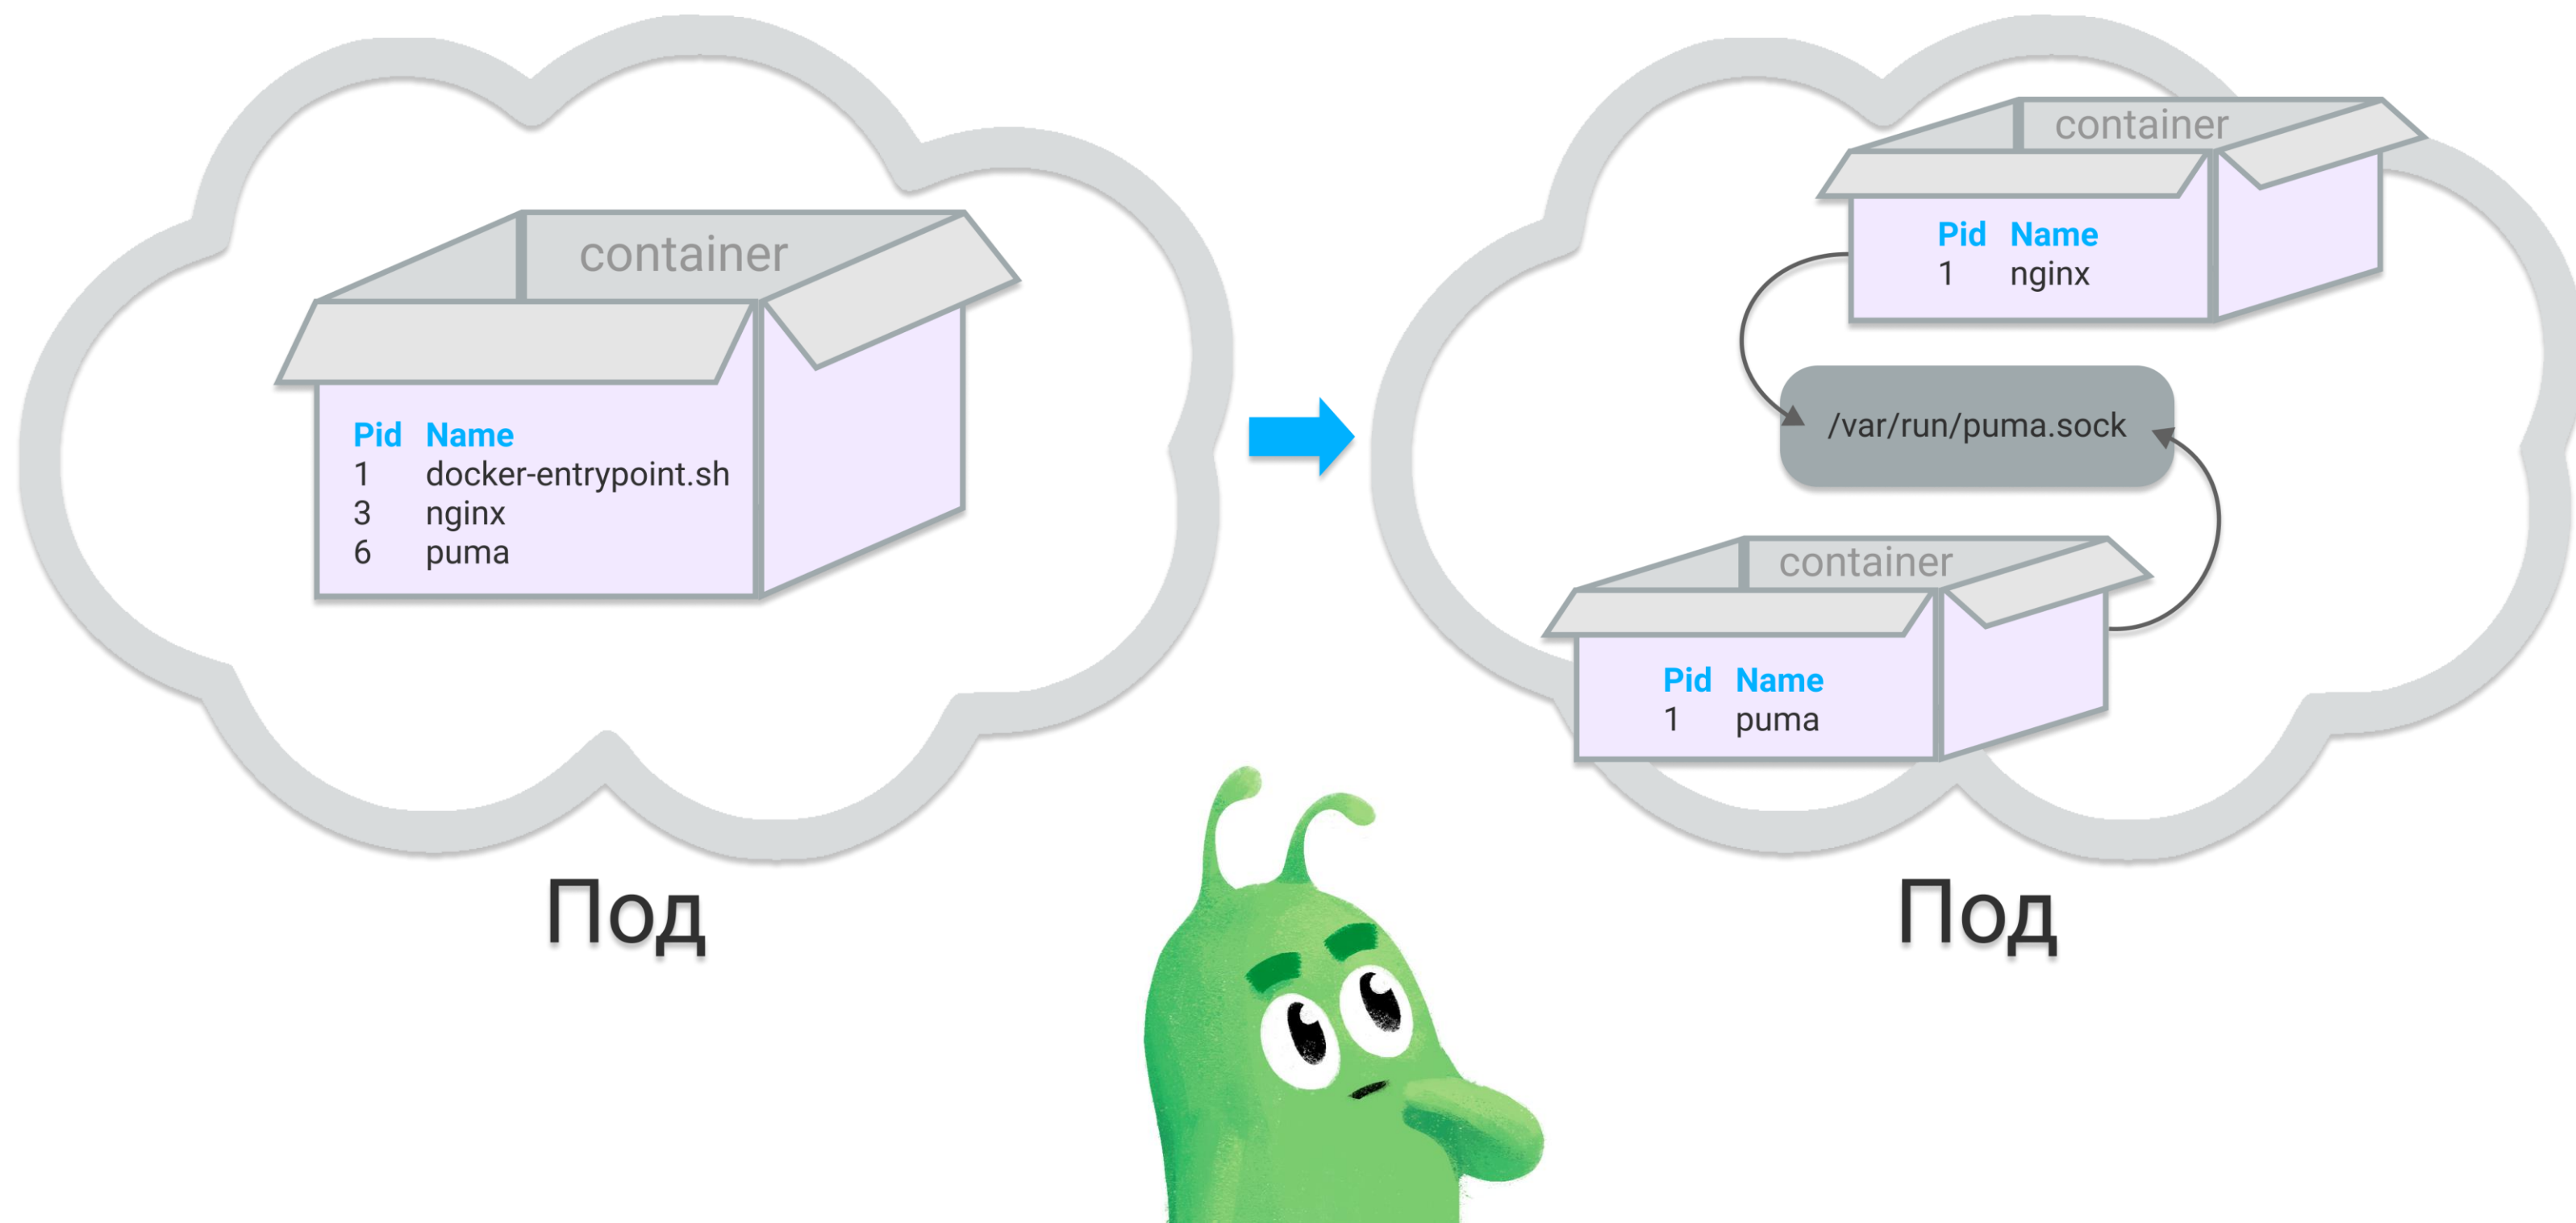 container
Pid Name
1 docker-entrypoint.sh
3 nginx
6 puma
Под
container
Pid Name
1 nginx
/var/run/puma.sock
container
Pid Name
1 puma
Под